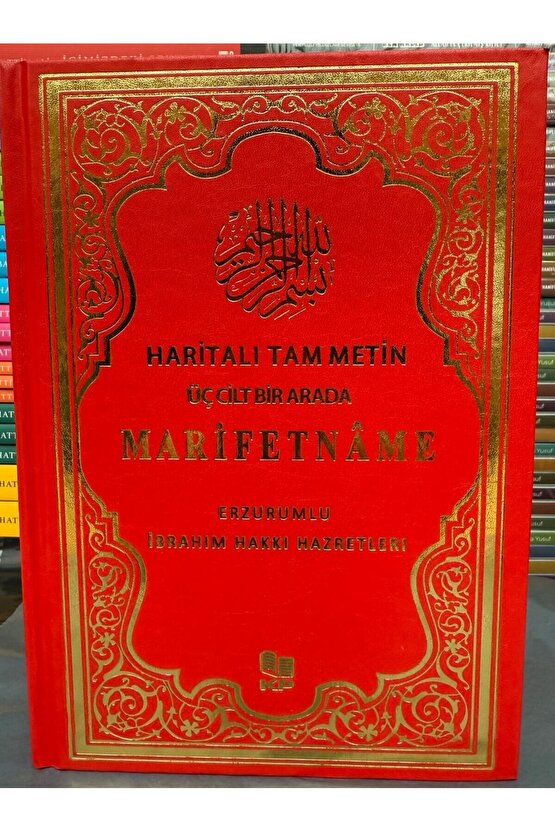 بسم الله الرحمن الرحيم
HARİTALI TAM METİN
ÜÇ CİLT BİR ARADA
MARİFETNÂME
ERZURUMLU
İBRAHİM HAKKI HAZRETLERİ
KP